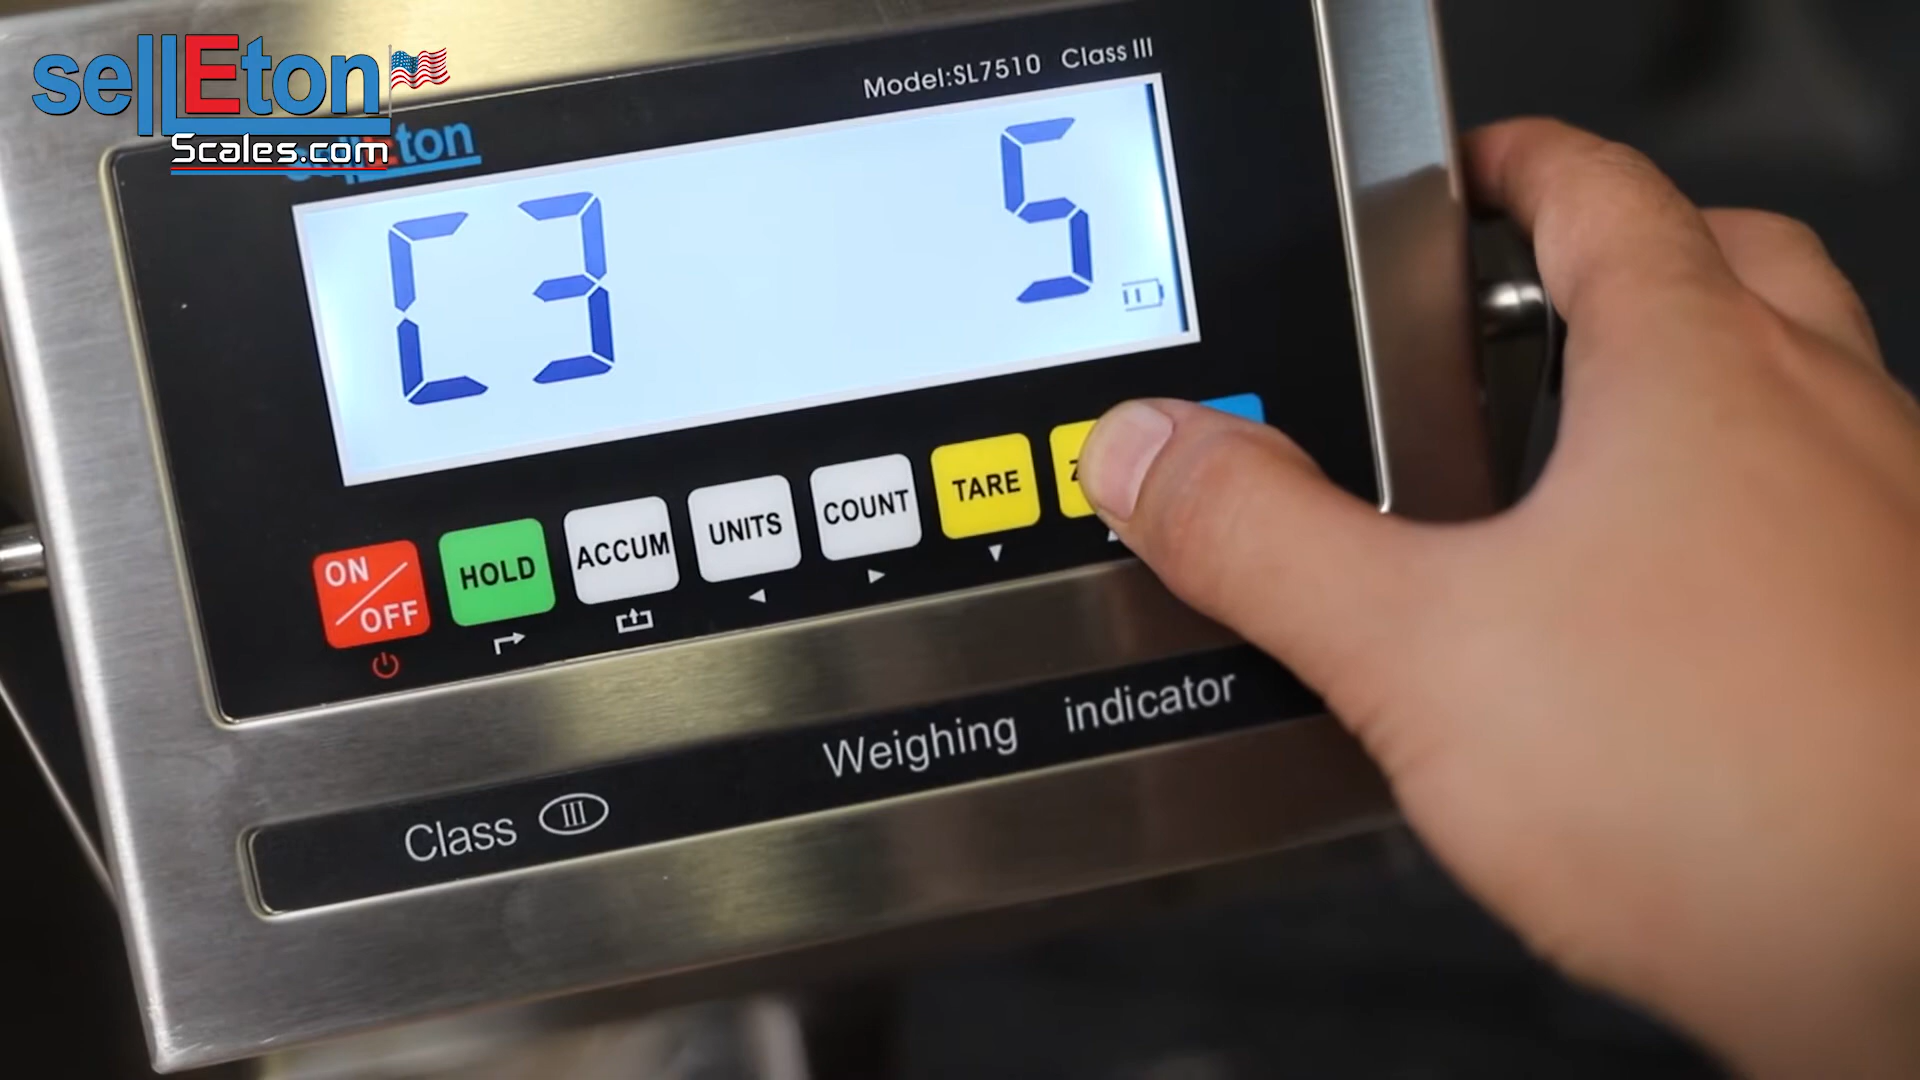 sellEton
Scales.com
Model:SL7510 Class III
C3 5
ON/OFF
HOLD
ACCUM
UNITS
COUNT
TARE
Weighing indicator
Class III